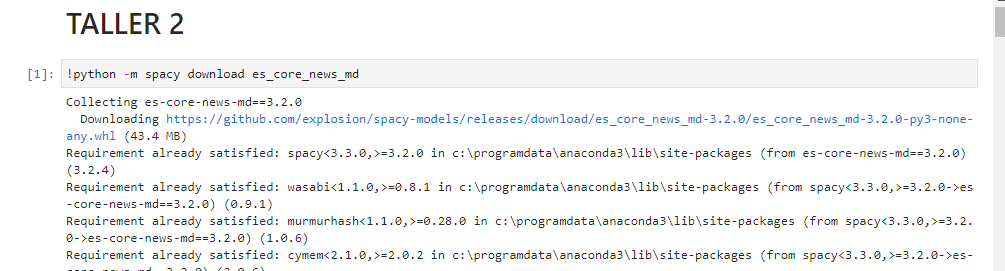 TALLER 2
[1]: !python -m spacy download es_core_news_md
Collecting es-core-news-md==3.2.0
Downloading https://github.com/explosion/spacy-models/releases/download/es_core_news_md-3.2.0/es_core_news_md-3.2.0-py3-none-
any.whl (43.4 MB)
Requirement already satisfied: spacy<3.3.0,>=3.2.0 in c:\programdata\anaconda3\lib\site-packages (from es-core-news-md==3.2.0)
(3.2.4)
Requirement already satisfied: wasabi<1.1.0,>=0.8.1 in c:\programdata\anaconda3\lib\site-packages (from spacy<3.3.0,>=3.2.0->es
-core-news-md==3.2.0) (0.9.1)
Requirement already satisfied: murmurhash<1.1.0,>=0.28.0 in c:\programdata\anaconda3\lib\site-packages (from spacy<3.3.0,>=3.2.
0->es-core-news-md==3.2.0) (1.0.6)
Requirement already satisfied: cymem<2.1.0,>=2.0.2 in c:\programdata\anaconda3\lib\site-packages (from spacy<3.3.0,>=3.2.0->es-